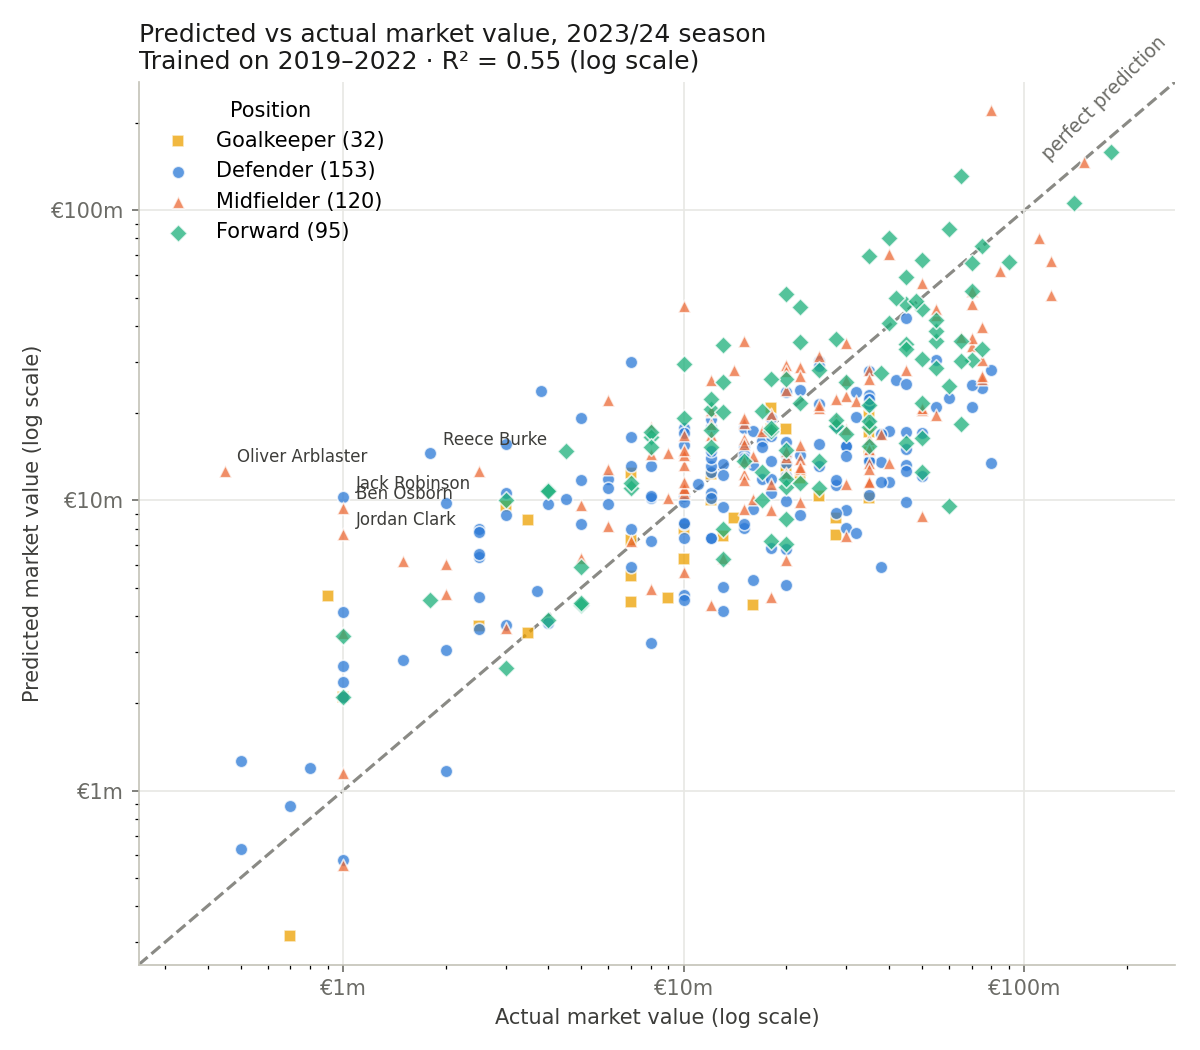 Predicted vs actual market value, 2023/24 season
Trained on 2019–2022 · R² = 0.55 (log scale)
perfect prediction
Position
Goalkeeper (32)
Defender (153)
Midfielder (120)
Forward (95)
€100m
€10m
€1m
Predicted market value (log scale)
Reece Burke
Oliver Arblaster
Jack Robinson
Ben Osborn
Jordan Clark
€1m
€10m
€100m
Actual market value (log scale)